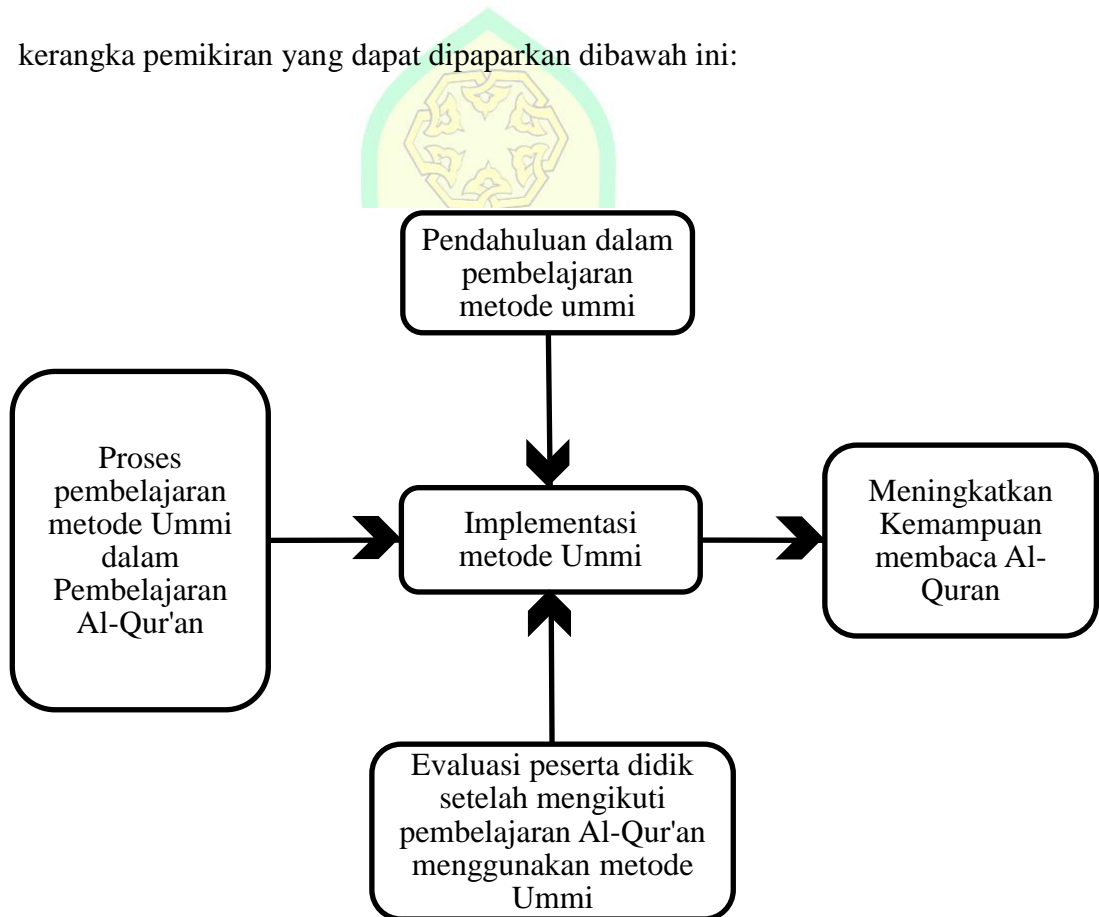 kerangka pemikiran yang dapat dipaparkan dibawah ini:
Pendahuluan dalam
pembelajaran
metode ummi
Proses
pembelajaran
metode Ummi
dalam
Pembelajaran
Al-Qur'an
Implementasi
metode Ummi
Meningkatkan
Kemampuan
membaca Al-
Quran
Evaluasi peserta didik
setelah mengikuti
pembelajaran Al-Qur'an
menggunakan metode
Ummi